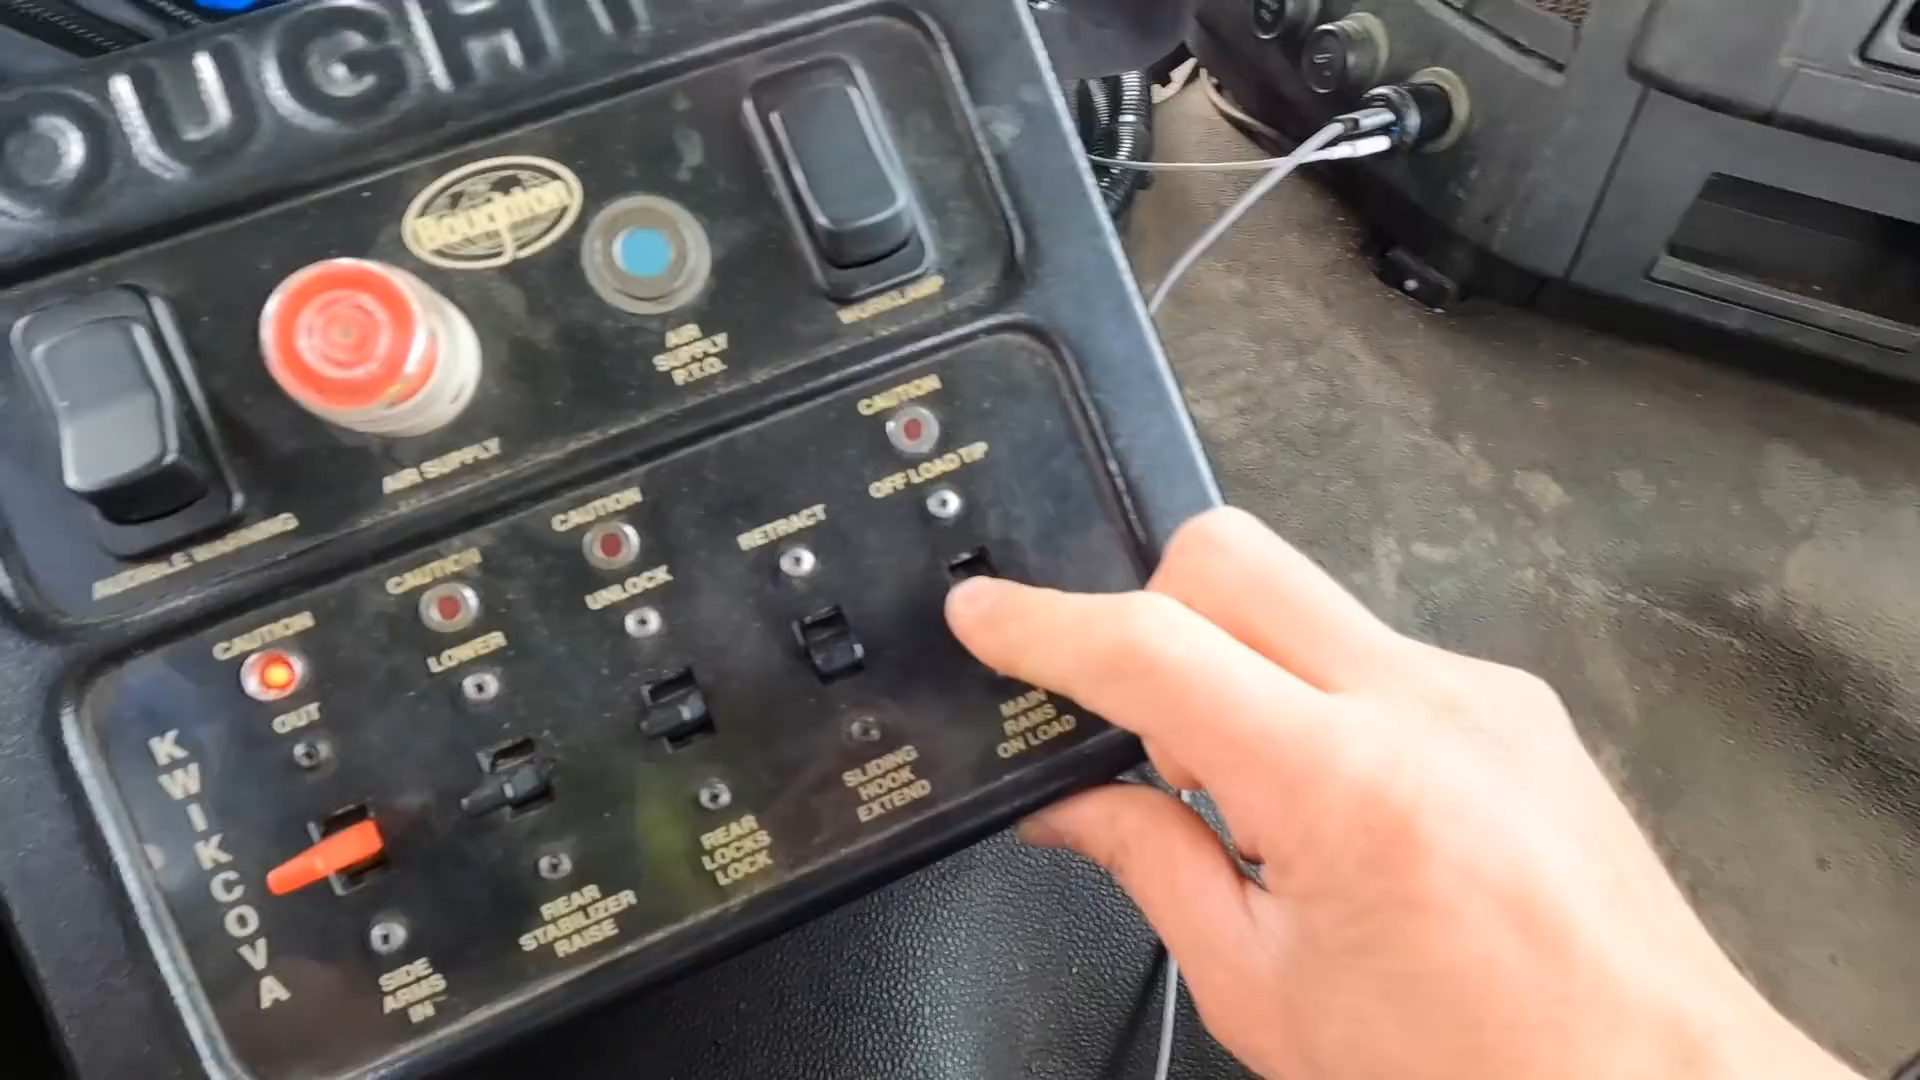 OUGHT
Boughton
AIR
SUPPLY
P.T.O.
WORKLAMP
AIR SUPPLY
AUDIBLE WARNING
CAUTION
OFF LOAD TIP
CAUTION
UNLOCK
RETRACT
CAUTION
LOWER
CAUTION
OUT
KWIKCOVA
MAIN
RAMS
ON LOAD
SLIDING
HOOK
EXTEND
REAR
LOCKS
LOCK
REAR
STABILIZER
RAISE
SIDE
ARMS
IN